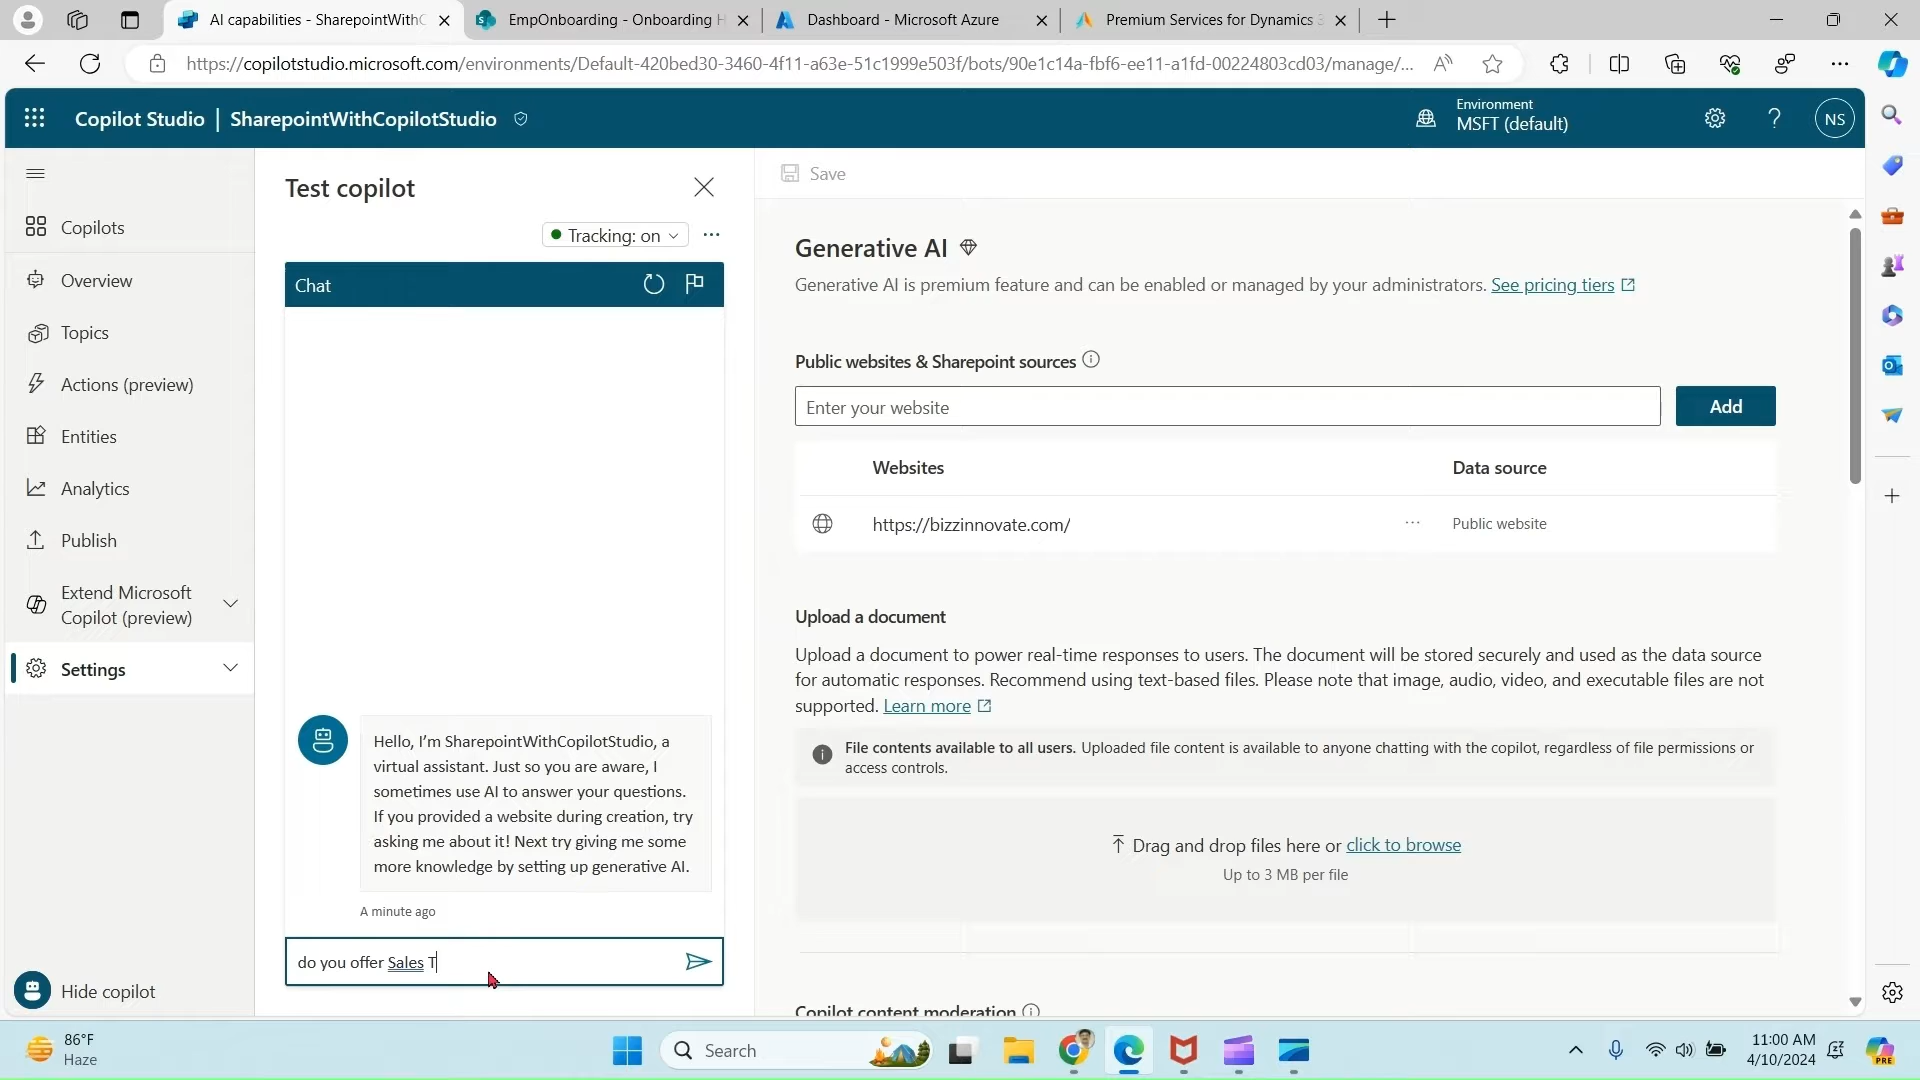 AI capabilities - SharepointWithC
EmpOnboarding - Onboarding H
Dashboard - Microsoft Azure
Premium Services for Dynamics 3
https://copilotstudio.microsoft.com/environments/Default-420bed30-3460-4f11-a63e-51c1999e503f/bots/90e1c14a-fbf6-ee11-a1fd-00224803cd03/manage/...
Copilot Studio | SharepointWithCopilotStudio
Environment
MSFT (default)
?
NS
Copilots
Overview
Topics
Actions (preview)
Entities
Analytics
Publish
Extend Microsoft
Copilot (preview)
Settings
Hide copilot
Test copilot
Tracking: on
Chat
Hello, I'm SharepointWithCopilotStudio, a
virtual assistant. Just so you are aware, I
sometimes use AI to answer your questions.
If you provided a website during creation, try
asking me about it! Next try giving me some
more knowledge by setting up generative AI.
A minute ago
do you offer Sales T
Save
Generative AI
Generative AI is premium feature and can be enabled or managed by your administrators. See pricing tiers
Public websites & Sharepoint sources
Enter your website
Add
Websites
Data source
https://bizzinnovate.com/
Public website
Upload a document
Upload a document to power real-time responses to users. The document will be stored securely and used as the data source
for automatic responses. Recommend using text-based files. Please note that image, audio, video, and executable files are not
supported. Learn more
File contents available to all users. Uploaded file content is available to anyone chatting with the copilot, regardless of file permissions or
access controls.
Drag and drop files here or click to browse
Up to 3 MB per file
Copilot content moderation
86°F
Haze
Search
11:00 AM
4/10/2024
PRE